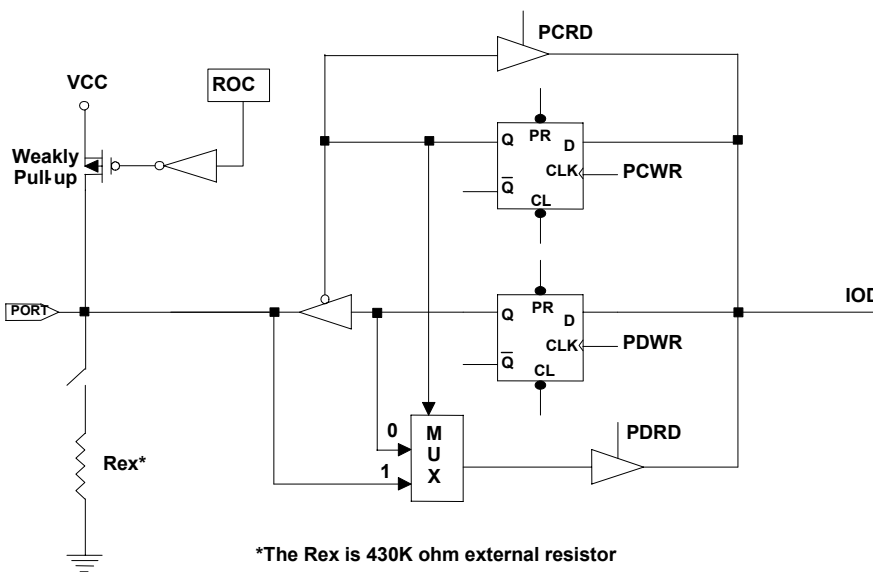 PCRD
VCC
ROC
Weakly
Pull-up
Q
PR
D
CLK
PCWR
Q
CL
PORT
Q
PR
D
IOD
CLK
PDWR
Q
CL
0
M
U
X
1
PDRD
Rex*
*The Rex is 430K ohm external resistor